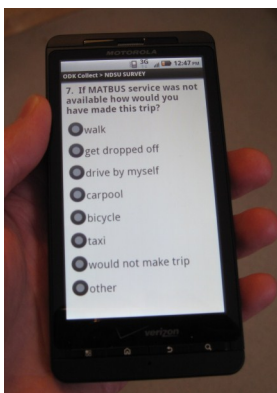 MOTOROLA
3G 12:47 PM
ODK Collect > NDSU SURVEY
7. If MATBUS service was not
available how would you
have made this trip?
walk
get dropped off
drive by myself
carpool
bicycle
taxi
would not make trip
other
verizon